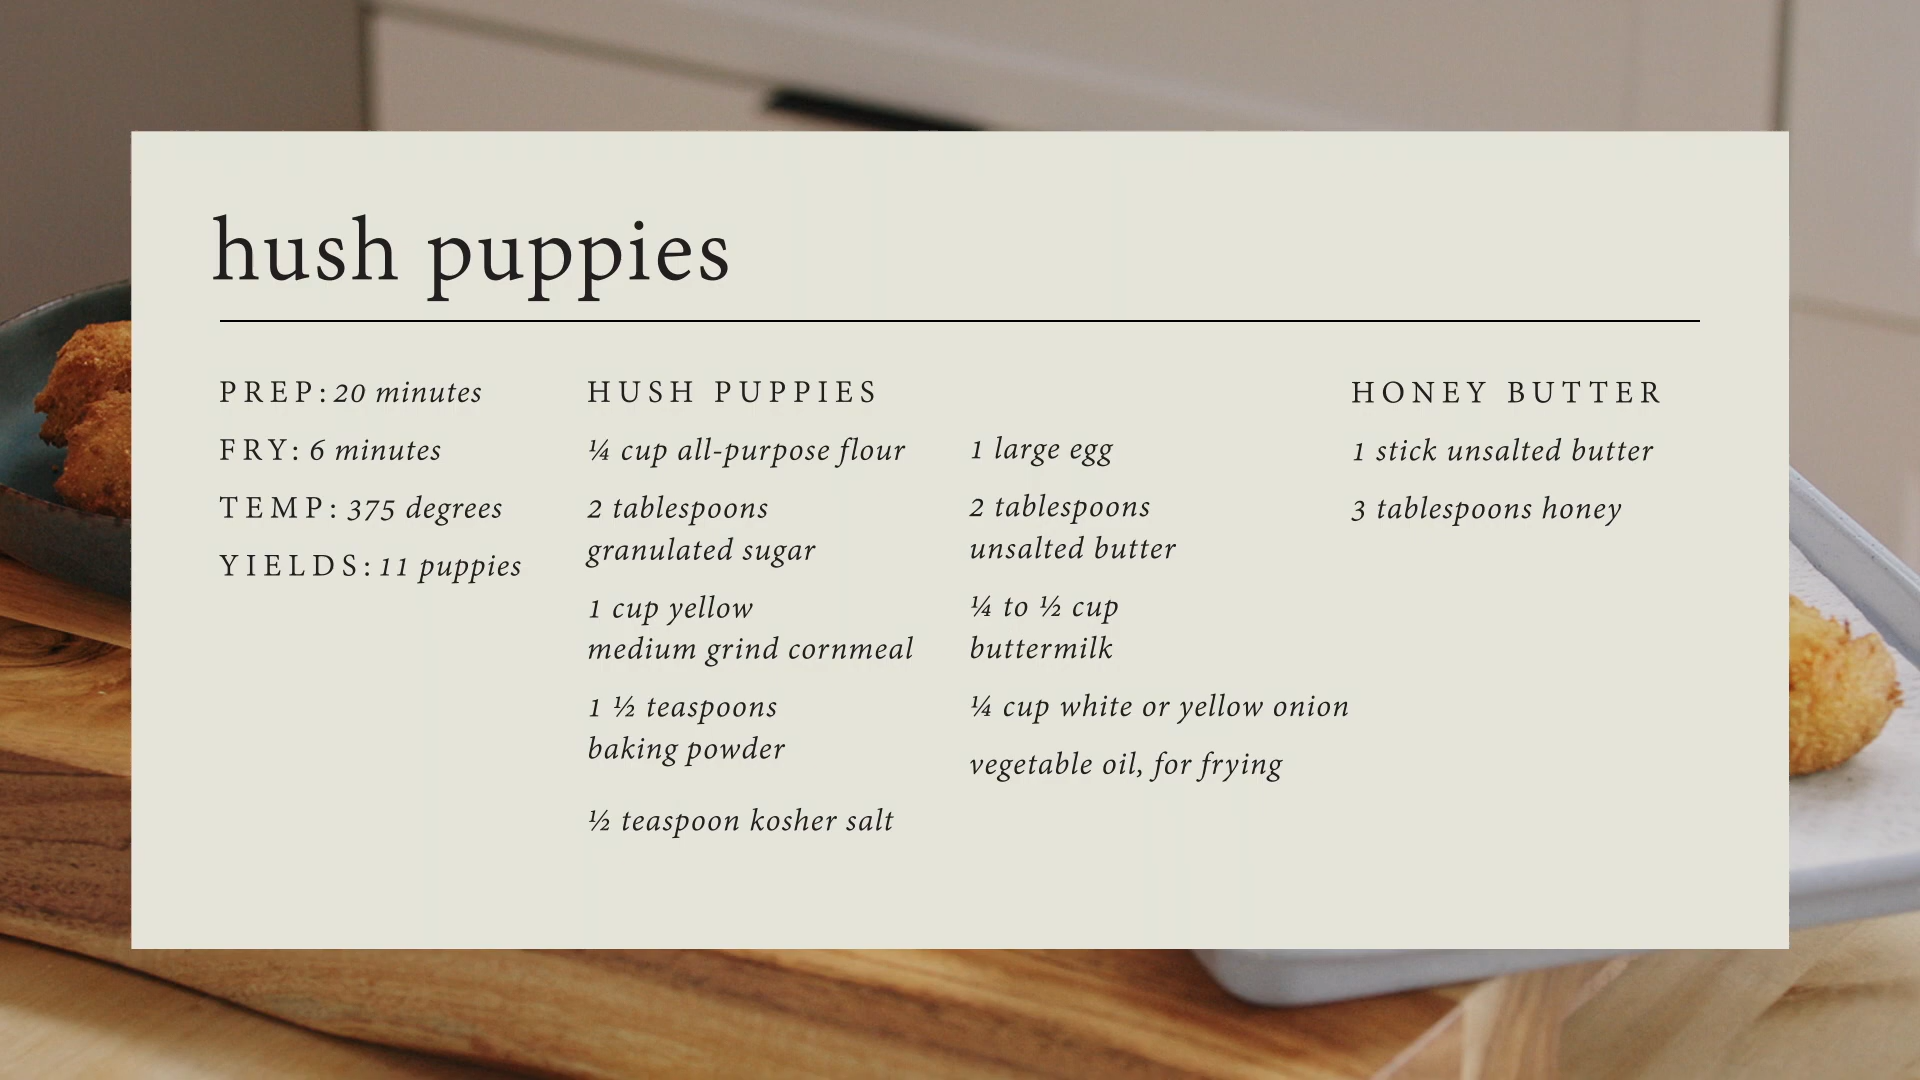 hush puppies
PREP: 20 minutes
FRY: 6 minutes
TEMP: 375 degrees
YIELDS: 11 puppies
HUSH PUPPIES
¼ cup all-purpose flour
2 tablespoons
granulated sugar
1 cup yellow
medium grind cornmeal
1 ½ teaspoons
baking powder
½ teaspoon kosher salt
1 large egg
2 tablespoons
unsalted butter
¼ to ½ cup
buttermilk
¼ cup white or yellow onion
vegetable oil, for frying
HONEY BUTTER
1 stick unsalted butter
3 tablespoons honey